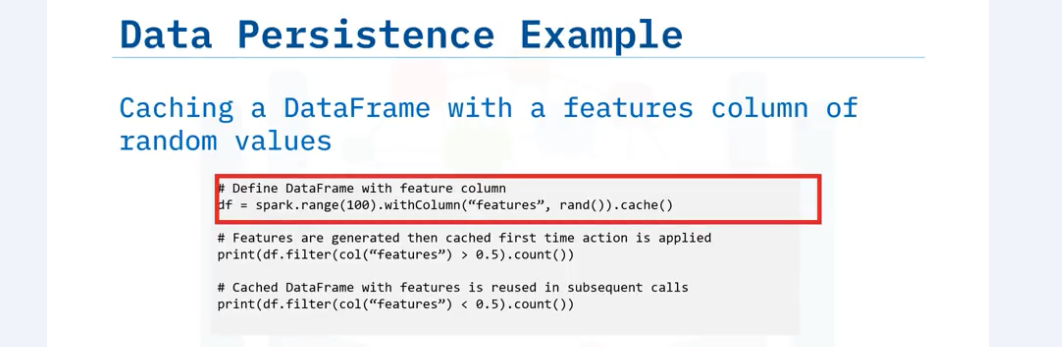 Data Persistence Example
Caching a DataFrame with a features column of
random values
# Define DataFrame with feature column
df = spark.range(100).withColumn(“features”, rand()).cache()
# Features are generated then cached first time action is applied
print(df.filter(col(“features”) > 0.5).count())
# Cached DataFrame with features is reused in subsequent calls
print(df.filter(col(“features”) < 0.5).count())